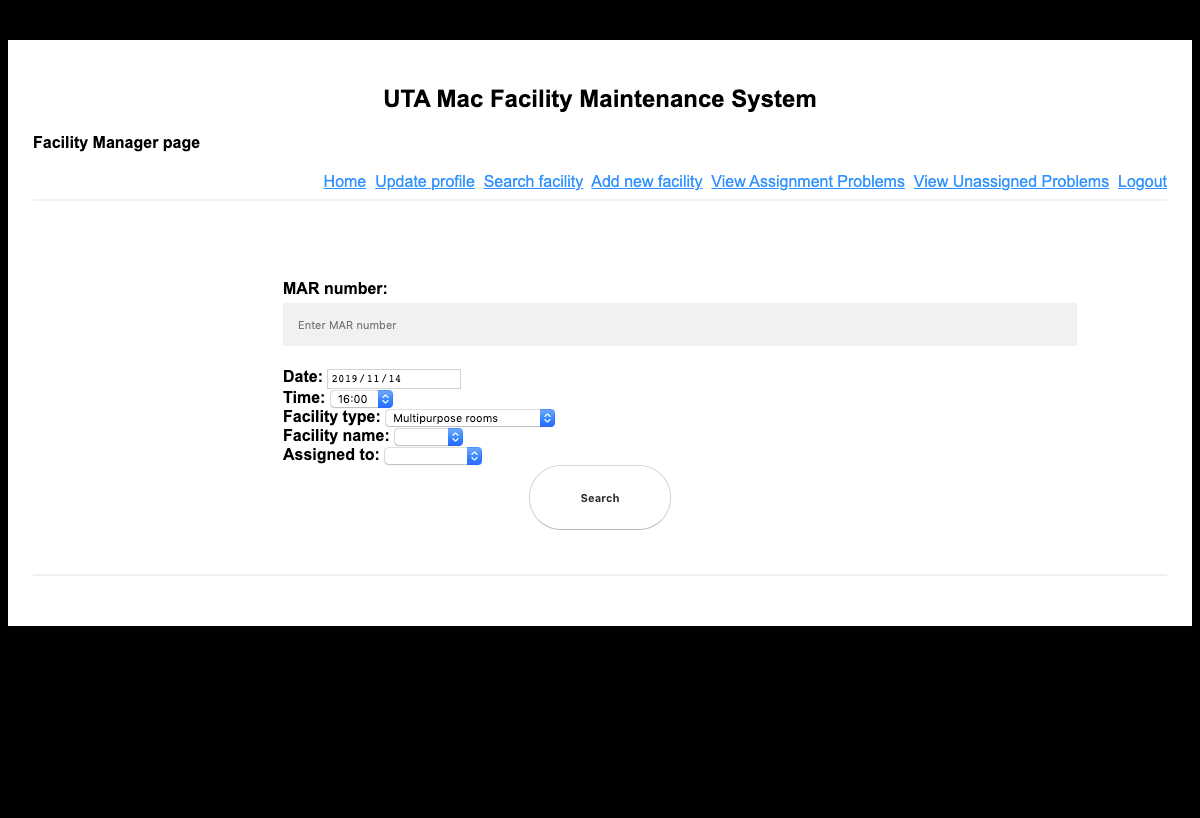 UTA Mac Facility Maintenance System
Facility Manager page
Home Update profile Search facility Add new facility View Assignment Problems View Unassigned Problems Logout
MAR number:
Enter MAR number
Date: 2019/11/14
Time: 16:00
Facility type: Multipurpose rooms
Facility name:
Assigned to:
Search